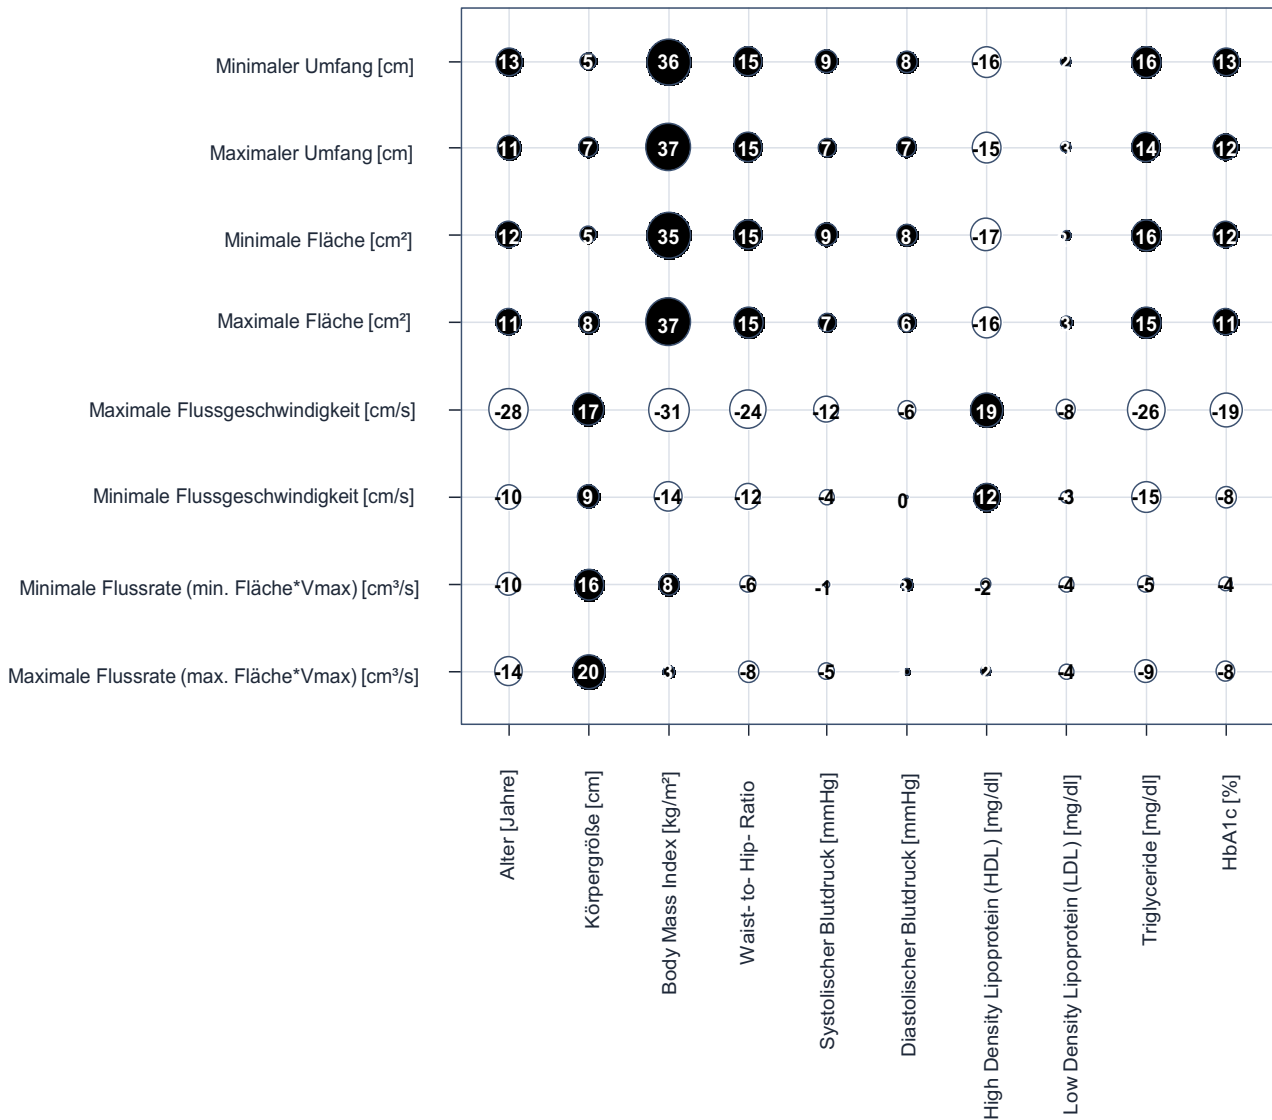 Minimaler Umfang [cm] 13 5 36 15 9 8 -16 2 16 13
Maximaler Umfang [cm] 11 7 37 15 7 7 -15 3 14 12
Minimale Fläche [cm²] 12 5 35 15 9 8 -17 16 12
Maximale Fläche [cm²] 11 8 37 15 7 6 -16 3 15 11
Maximale Flussgeschwindigkeit [cm/s] -28 17 -31 -24 -12 -6 19 -8 -26 -19
Minimale Flussgeschwindigkeit [cm/s] -10 9 -14 -12 -4 0 12 -3 -15 -8
Minimale Flussrate (min. Fläche*Vmax) [cm³/s] -10 16 8 -6 -1 3 -2 -4 -5 -4
Maximale Flussrate (max. Fläche*Vmax) [cm³/s] -14 20 3 -8 -5 2 -4 -9 -8
Alter [Jahre]
Körpergröße [cm]
Body Mass Index [kg/m²]
Waist- to- Hip- Ratio
Systolischer Blutdruck [mmHg]
Diastolischer Blutdruck [mmHg]
High Density Lipoprotein (HDL) [mg/dl]
Low Density Lipoprotein (LDL) [mg/dl]
Triglyceride [mg/dl]
HbA1c [%]